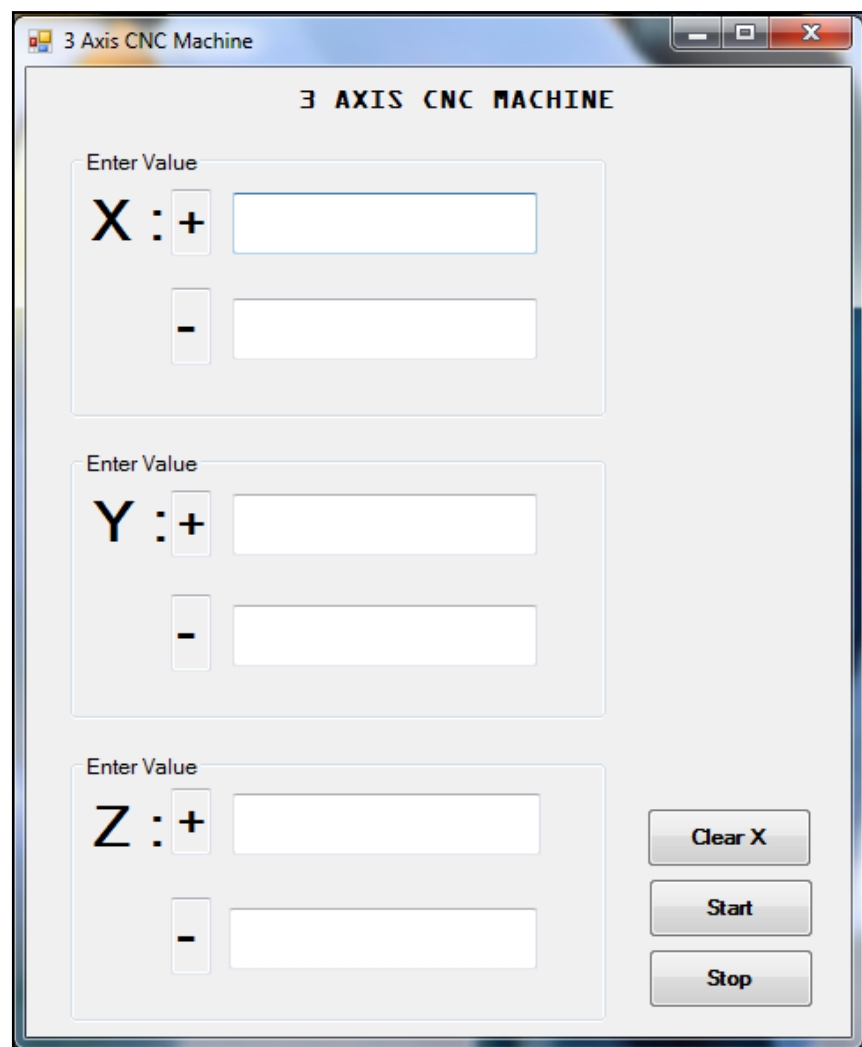 3 Axis CNC Machine
3 AXIS CNC MACHINE
Enter Value
X : +
-
Enter Value
Y : +
-
Enter Value
Z : +
-
Clear X
Start
Stop